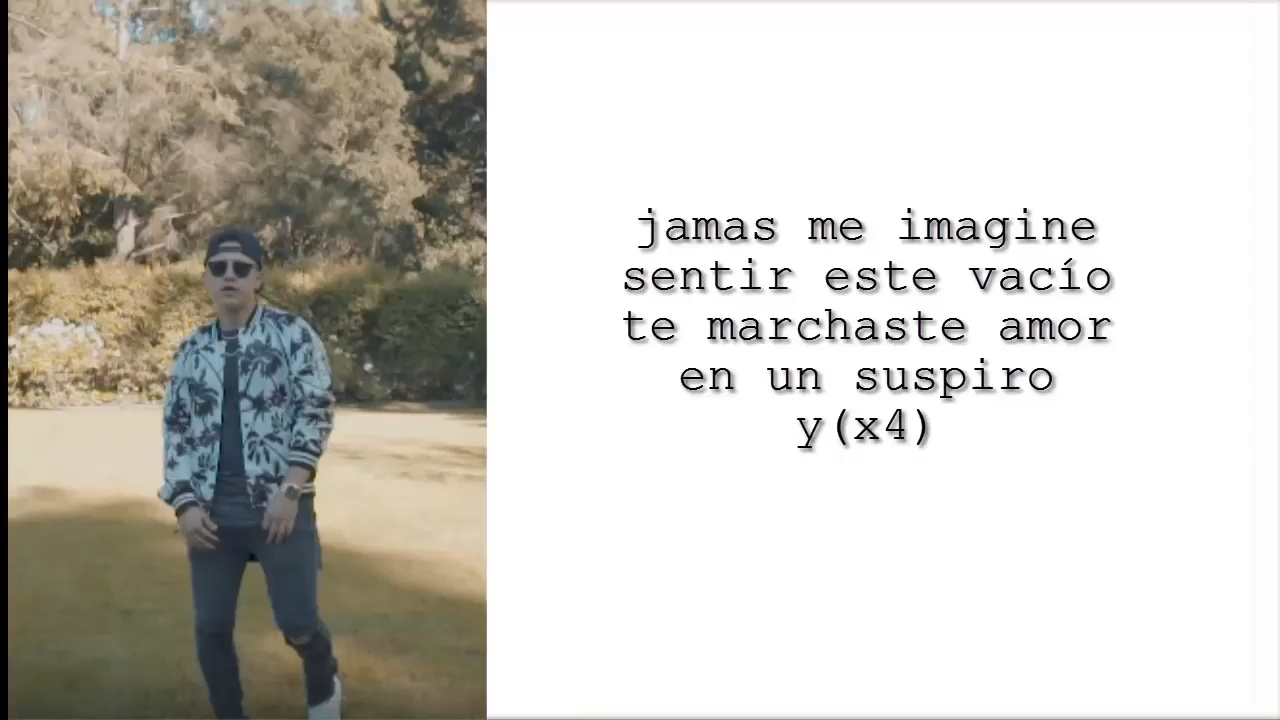 jamas me imagine
sentir este vacío
te marchaste amor
en un suspiro
y(x4)